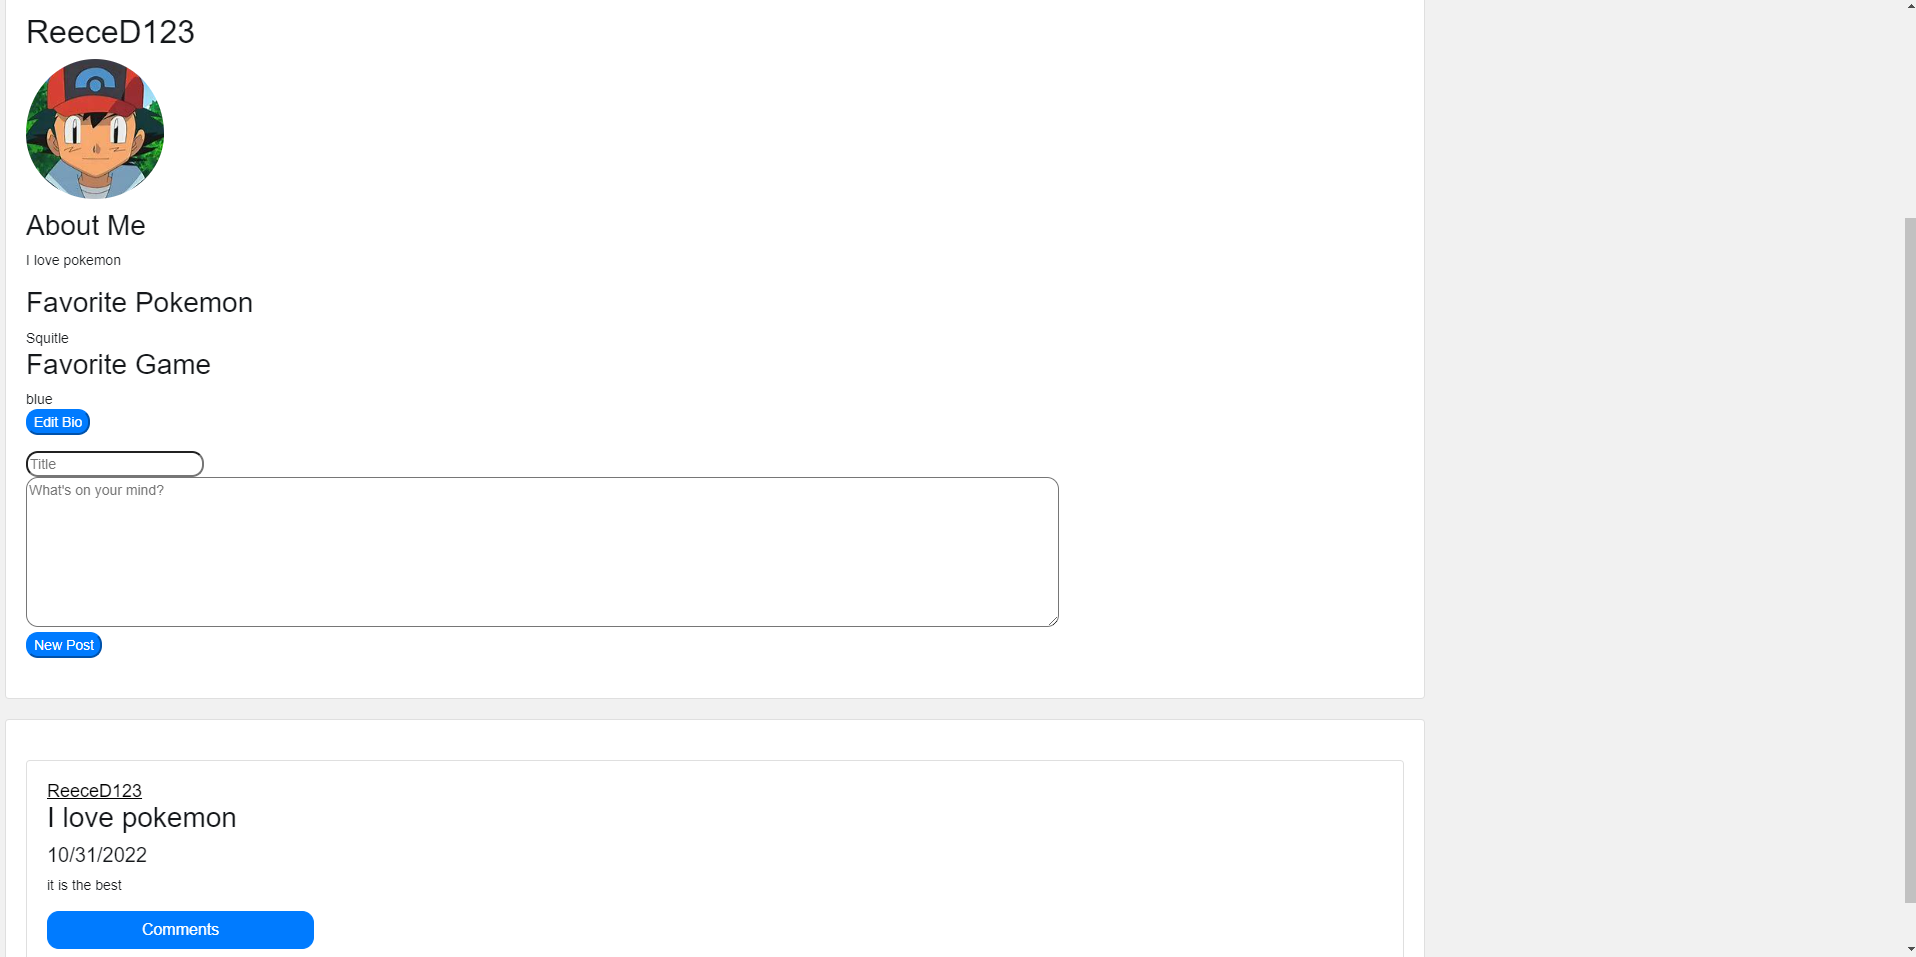 ReeceD123
About Me
I love pokemon
Favorite Pokemon
Squitle
Favorite Game
blue
Edit Bio
Title
What's on your mind?
New Post
ReeceD123
I love pokemon
10/31/2022
it is the best
Comments